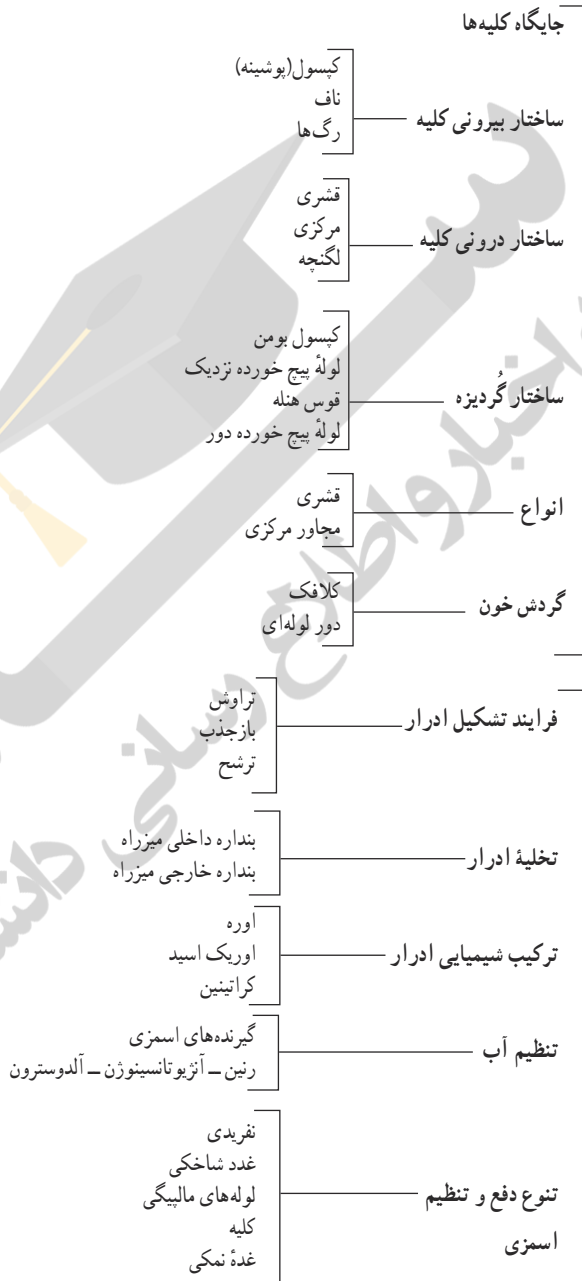 جایگاه کلیه‌ها
ساختار بیرونی کلیه
کپسول(پوشینه)
ناف
رگ‌ها
ساختار درونی کلیه
قشری
مرکزی
لگنچه
ساختار گُردیزه
کپسول بومن
لولهٔ پیچ خورده نزدیک
قوس هنله
لولهٔ پیچ خورده دور
انواع
قشری
مجاور مرکزی
گردش خون
کلافک
دور لوله‌ای
فرایند تشکیل ادرار
تراوش
بازجذب
ترشح
تخلیهٔ ادرار
بنداره داخلی میزراه
بنداره خارجی میزراه
ترکیب شیمیایی ادرار
اوره
اوریک اسید
کراتینین
تنظیم آب
گیرنده‌های اسمزی
رنین ــ آنژیوتانسینوژن ــ آلدوسترون
تنوع دفع و تنظیم
اسمزی
نفریدی
غدد شاخکی
لوله‌های مالپیگی
کلیه
غدهٔ نمکی